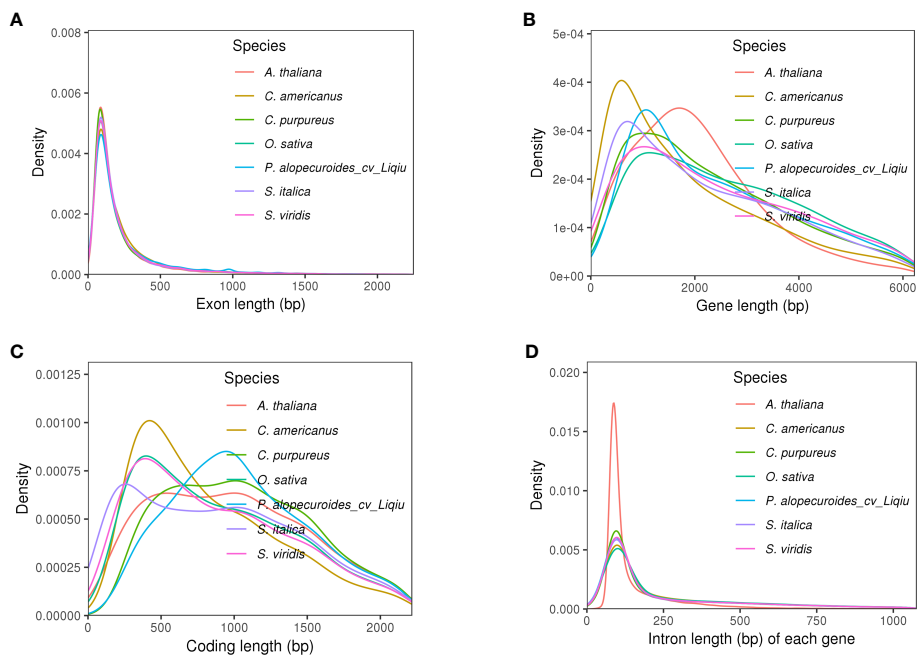 A
0.008
0.006
0.004
0.002
0.000
Density
Species
A. thaliana
C. americanus
C. purpureus
O. sativa
P. alopecuroides_cv_Liqiu
S. italica
S. viridis
0 500 1000 1500 2000
Exon length (bp)
B
5e-04
4e-04
3e-04
2e-04
1e-04
0e+00
Density
Species
A. thaliana
C. americanus
C. purpureus
O. sativa
P. alopecuroides_cv_Liqiu
S. italica
S. viridis
0 2000 4000 6000
Gene length (bp)
C
0.00125
0.00100
0.00075
0.00050
0.00025
0.00000
Density
Species
A. thaliana
C. americanus
C. purpureus
O. sativa
P. alopecuroides_cv_Liqiu
S. italica
S. viridis
0 500 1000 1500 2000
Coding length (bp)
D
0.020
0.015
0.010
0.005
0.000
Density
Species
A. thaliana
C. americanus
C. purpureus
O. sativa
P. alopecuroides_cv_Liqiu
S. italica
S. viridis
0 250 500 750 1000
Intron length (bp) of each gene